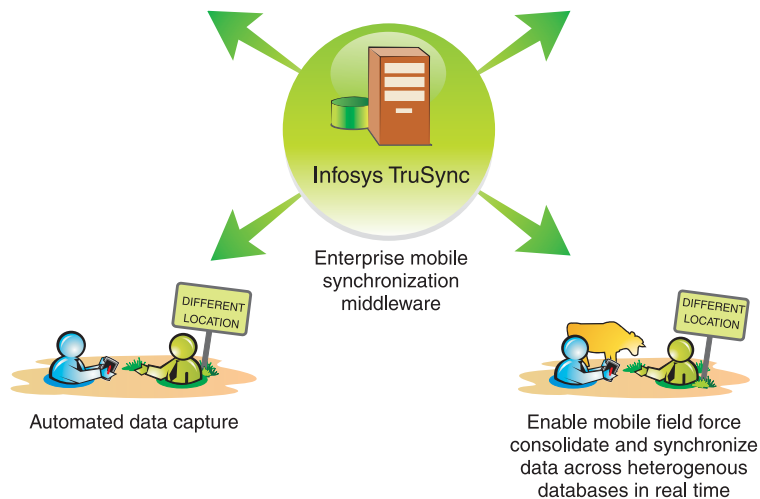 Infosys TruSync
Enterprise mobile
synchronization
middleware
DIFFERENT
LOCATION
Automated data capture
DIFFERENT
LOCATION
Enable mobile field force
consolidate and synchronize
data across heterogenous
databases in real time